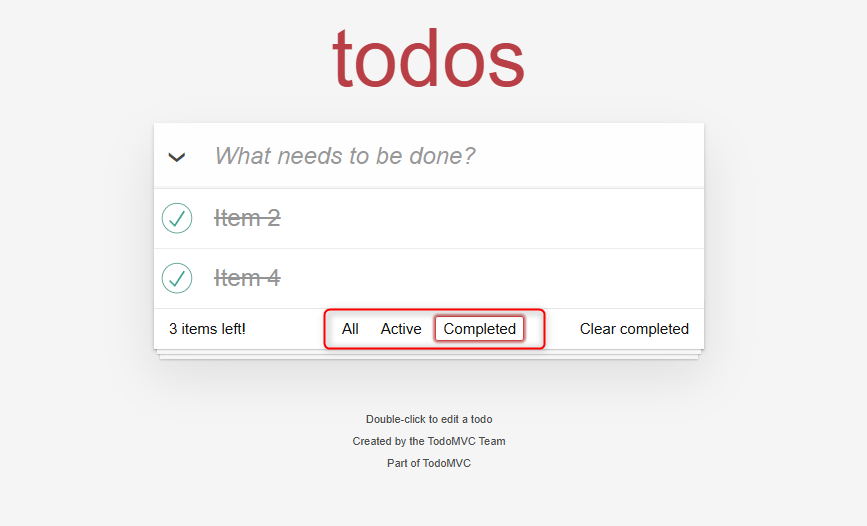 todos
What needs to be done?
Item 2
Item 4
3 items left! All Active Completed Clear completed
Double-click to edit a todo
Created by the TodoMVC Team
Part of TodoMVC